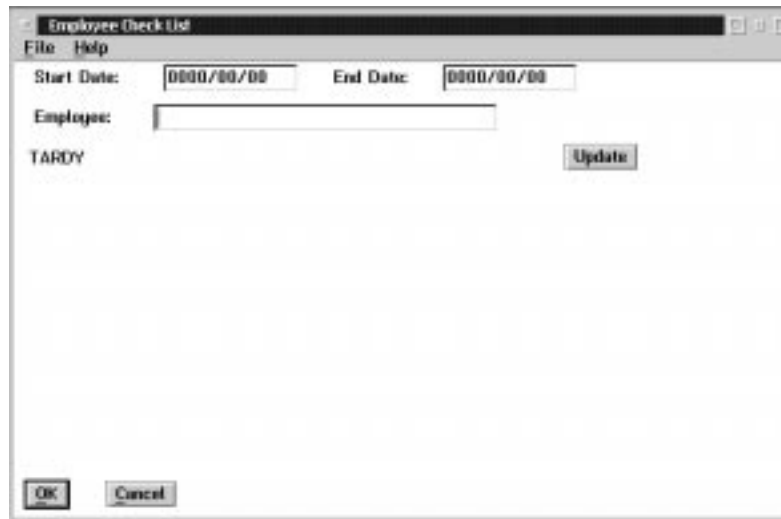 Employee Check List
File Help
Start Date: 0000/00/00 End Date: 0000/00/00
Employee:
TARDY Update
OK Cancel